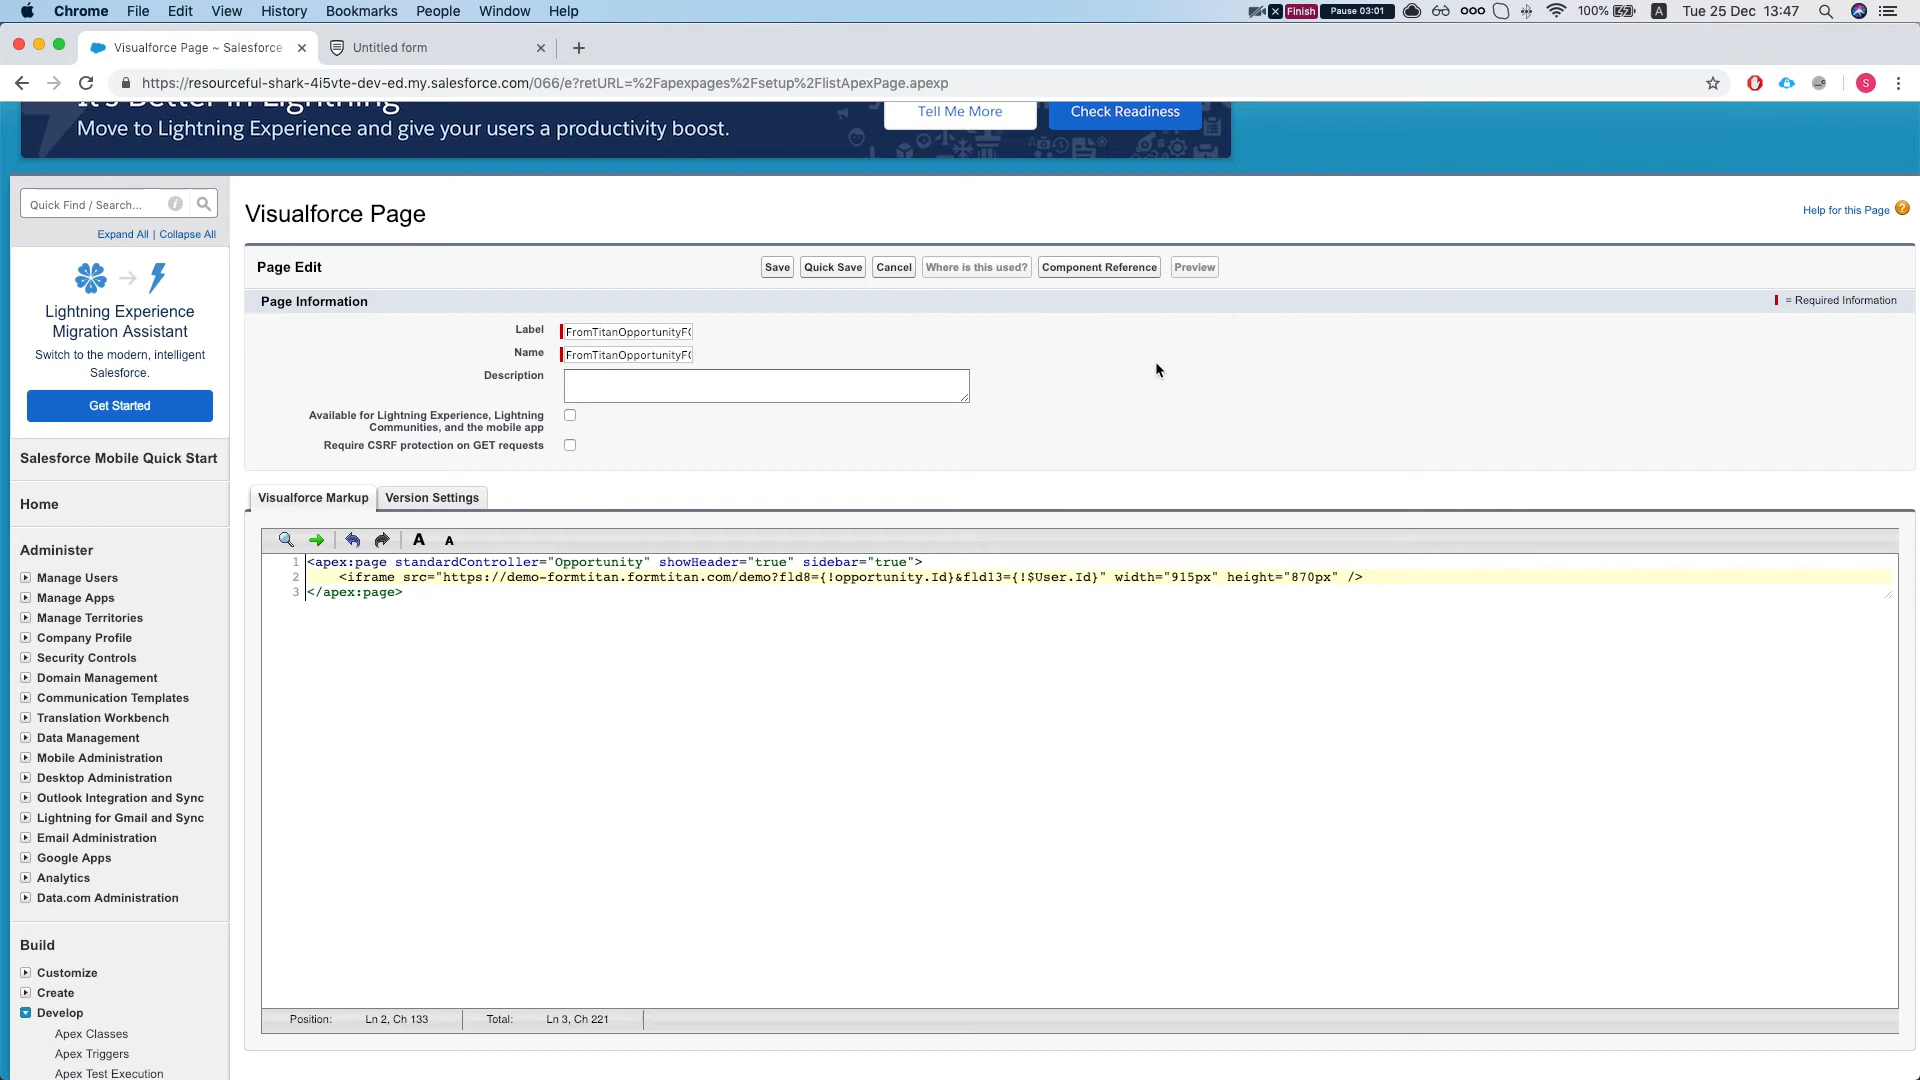 Chrome File Edit View History Bookmarks People Window Help
Finish Pause 03:01 100% A Tue 25 Dec 13:47
Visualforce Page ~ Salesforce
Untitled form
https://resourceful-shark-4i5vte-dev-ed.my.salesforce.com/066/e?retURL=%2Fapexpages%2Fsetup%2FlistApexPage.apexp
S
It's Better in Lightning
Move to Lightning Experience and give your users a productivity boost.
Tell Me More
Check Readiness
Quick Find / Search...
Expand All | Collapse All
Lightning Experience
Migration Assistant
Switch to the modern, intelligent
Salesforce.
Get Started
Salesforce Mobile Quick Start
Home
Administer
Manage Users
Manage Apps
Manage Territories
Company Profile
Security Controls
Domain Management
Communication Templates
Translation Workbench
Data Management
Mobile Administration
Desktop Administration
Outlook Integration and Sync
Lightning for Gmail and Sync
Email Administration
Google Apps
Analytics
Data.com Administration
Build
Customize
Create
Develop
Apex Classes
Apex Triggers
Apex Test Execution
Visualforce Page
Help for this Page
Page Edit
Save
Quick Save
Cancel
Where is this used?
Component Reference
Preview
Page Information
= Required Information
Label FromTitanOpportunityF
Name FromTitanOpportunityF
Description
Available for Lightning Experience, Lightning
Communities, and the mobile app
Require CSRF protection on GET requests
Visualforce Markup
Version Settings
A A
1 <apex:page standardController="Opportunity" showHeader="true" sidebar="true">
2 <iframe src="https://demo-formtitan.formtitan.com/demo?fld8={!opportunity.Id}&fld13={!$User.Id}" width="915px" height="870px" />
3 </apex:page>
Position: Ln 2, Ch 133 Total: Ln 3, Ch 221